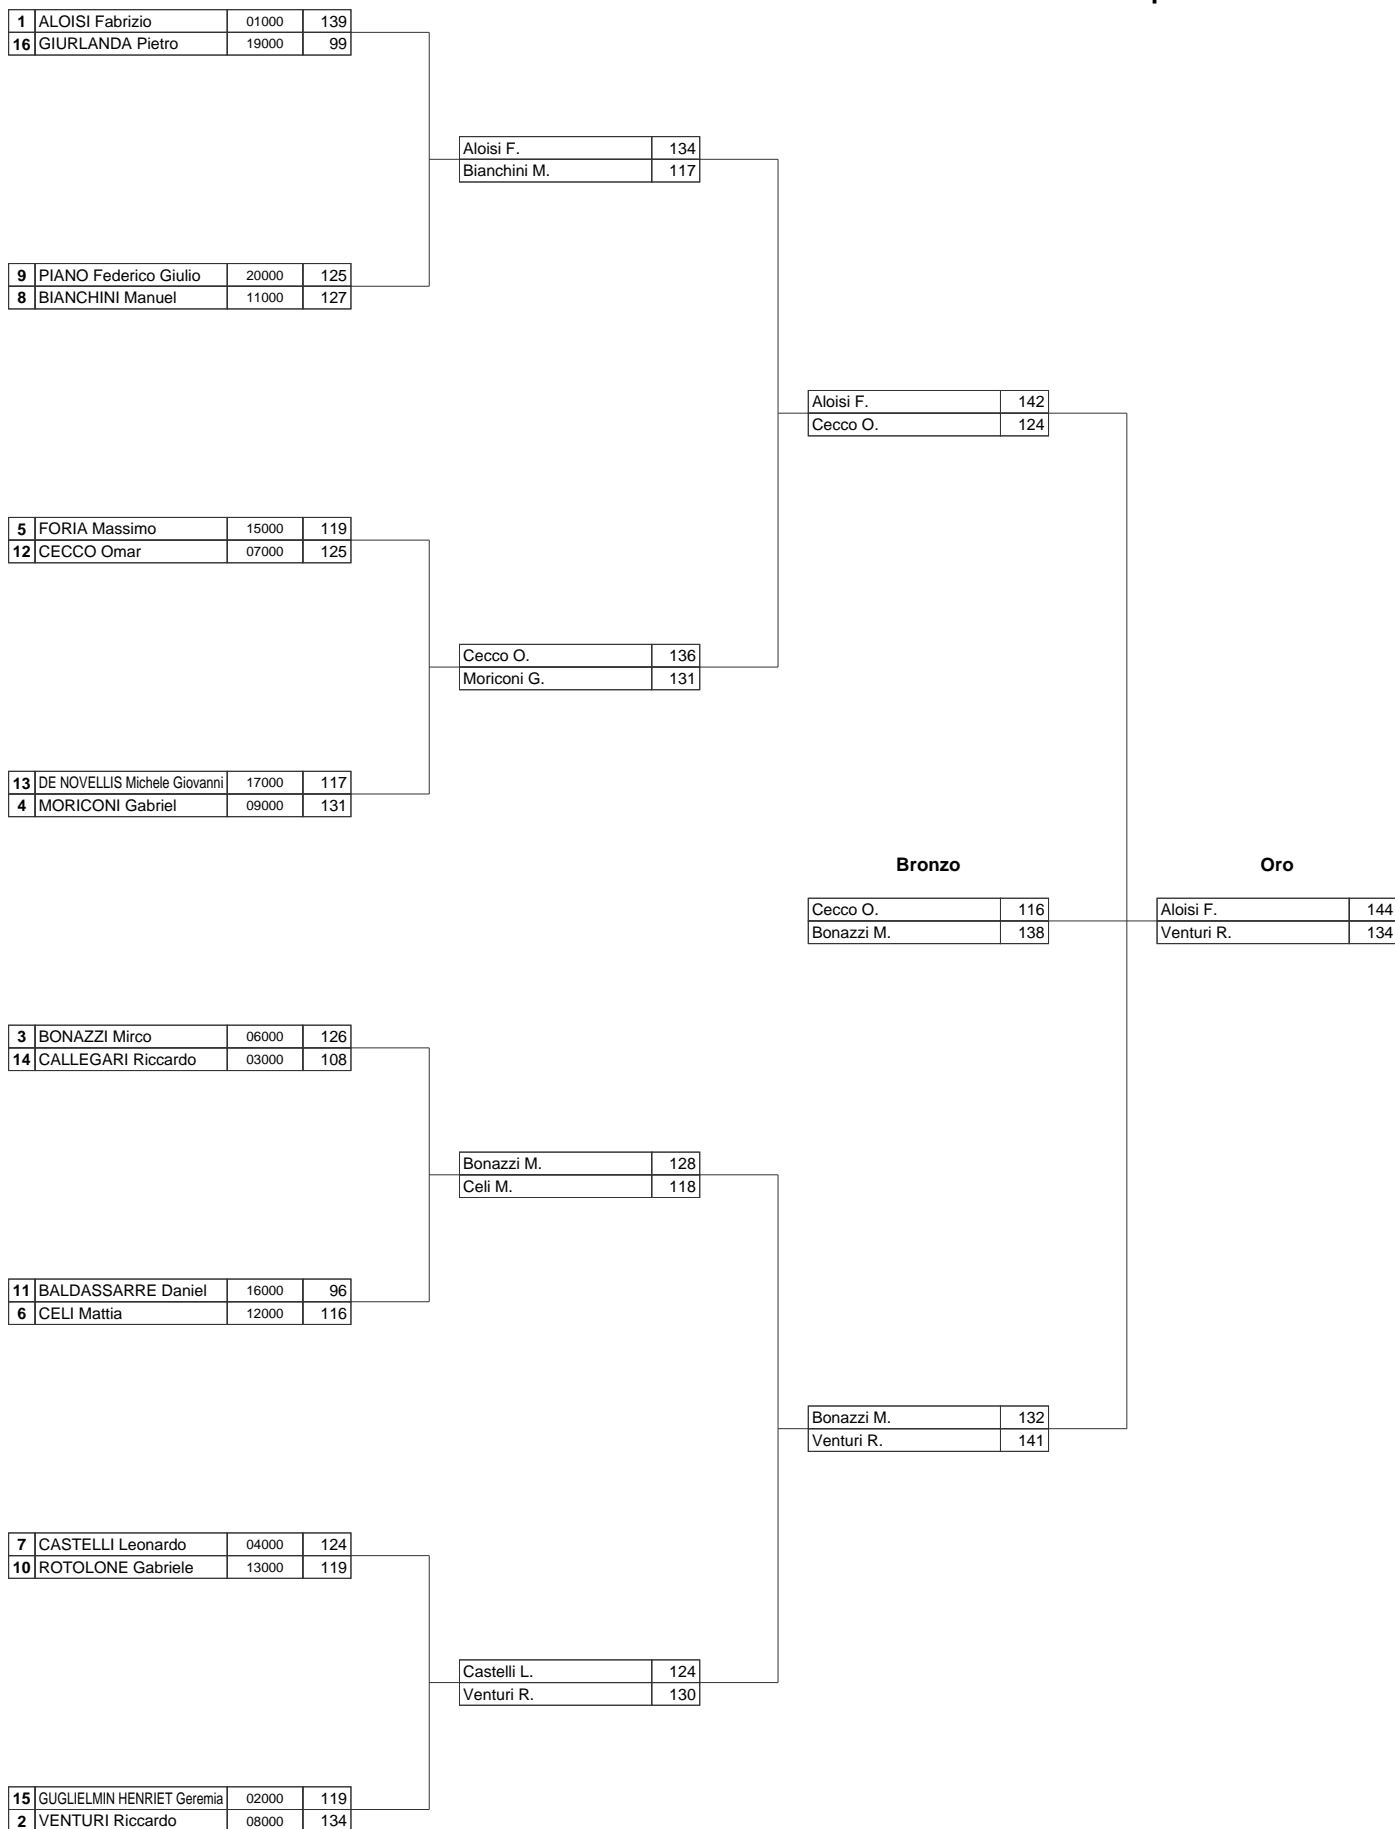 1 ALOISI Fabrizio 01000 139
16 GIURLANDA Pietro 19000 99
Aloisi F. 134
Bianchini M. 117
9 PIANO Federico Giulio 20000 125
8 BIANCHINI Manuel 11000 127
Aloisi F. 142
Cecco O. 124
5 FORIA Massimo 15000 119
12 CECCO Omar 07000 125
Cecco O. 136
Moriconi G. 131
13 DE NOVELLIS Michele Giovanni 17000 117
4 MORICONI Gabriel 09000 131
Bronzo Oro
Cecco O. 116 Aloisi F. 144
Bonazzi M. 138 Venturi R. 134
3 BONAZZI Mirco 06000 126
14 CALLEGARI Riccardo 03000 108
Bonazzi M. 128
Celi M. 118
11 BALDASSARRE Daniel 16000 96
6 CELI Mattia 12000 116
Bonazzi M. 132
Venturi R. 141
7 CASTELLI Leonardo 04000 124
10 ROTOLONE Gabriele 13000 119
Castelli L. 124
Venturi R. 130
15 GUGLIELMIN HENRIET Geremia 02000 119
2 VENTURI Riccardo 08000 134